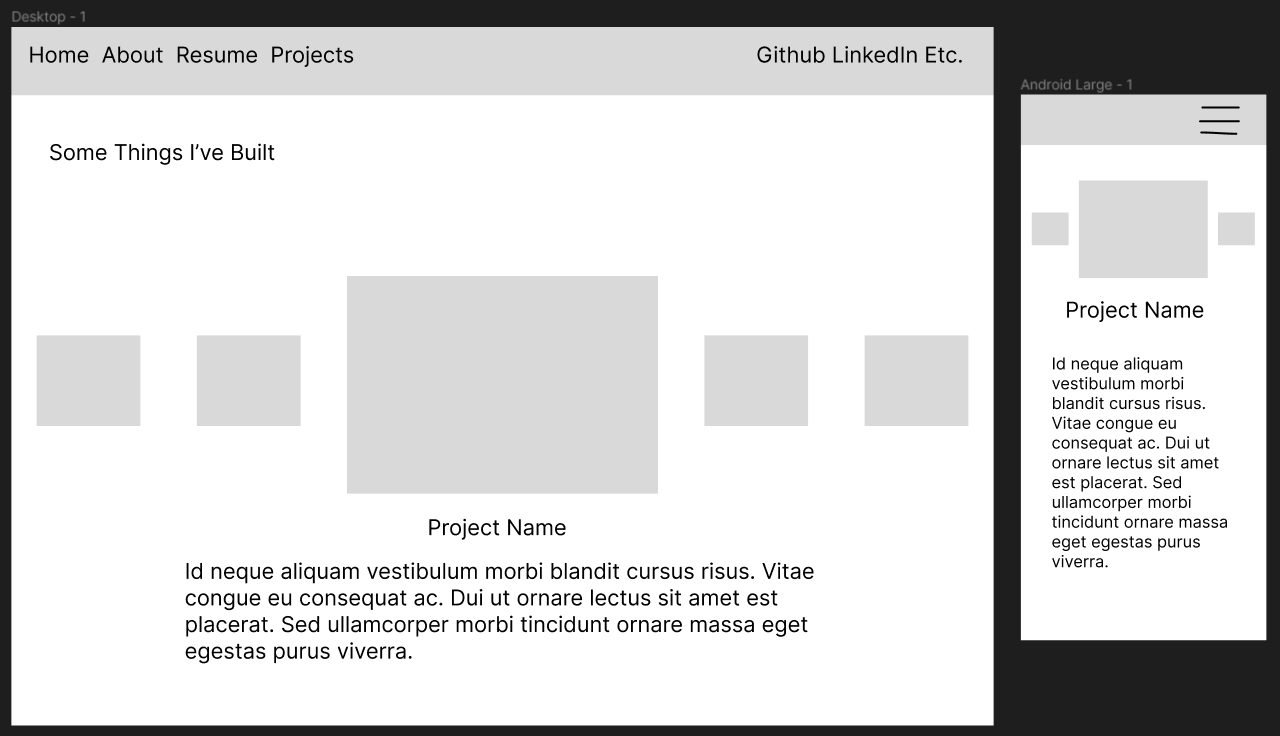 Desktop - 1
Home About Resume Projects
Github LinkedIn Etc.
Some Things I’ve Built
Project Name
Id neque aliquam vestibulum morbi blandit cursus risus. Vitae
congue eu consequat ac. Dui ut ornare lectus sit amet est
placerat. Sed ullamcorper morbi tincidunt ornare massa eget
egestas purus viverra.
Android Large - 1
Project Name
Id neque aliquam
vestibulum morbi
blandit cursus risus.
Vitae congue eu
consequat ac. Dui ut
ornare lectus sit amet
est placerat. Sed
ullamcorper morbi
tincidunt ornare massa
eget egestas purus
viverra.